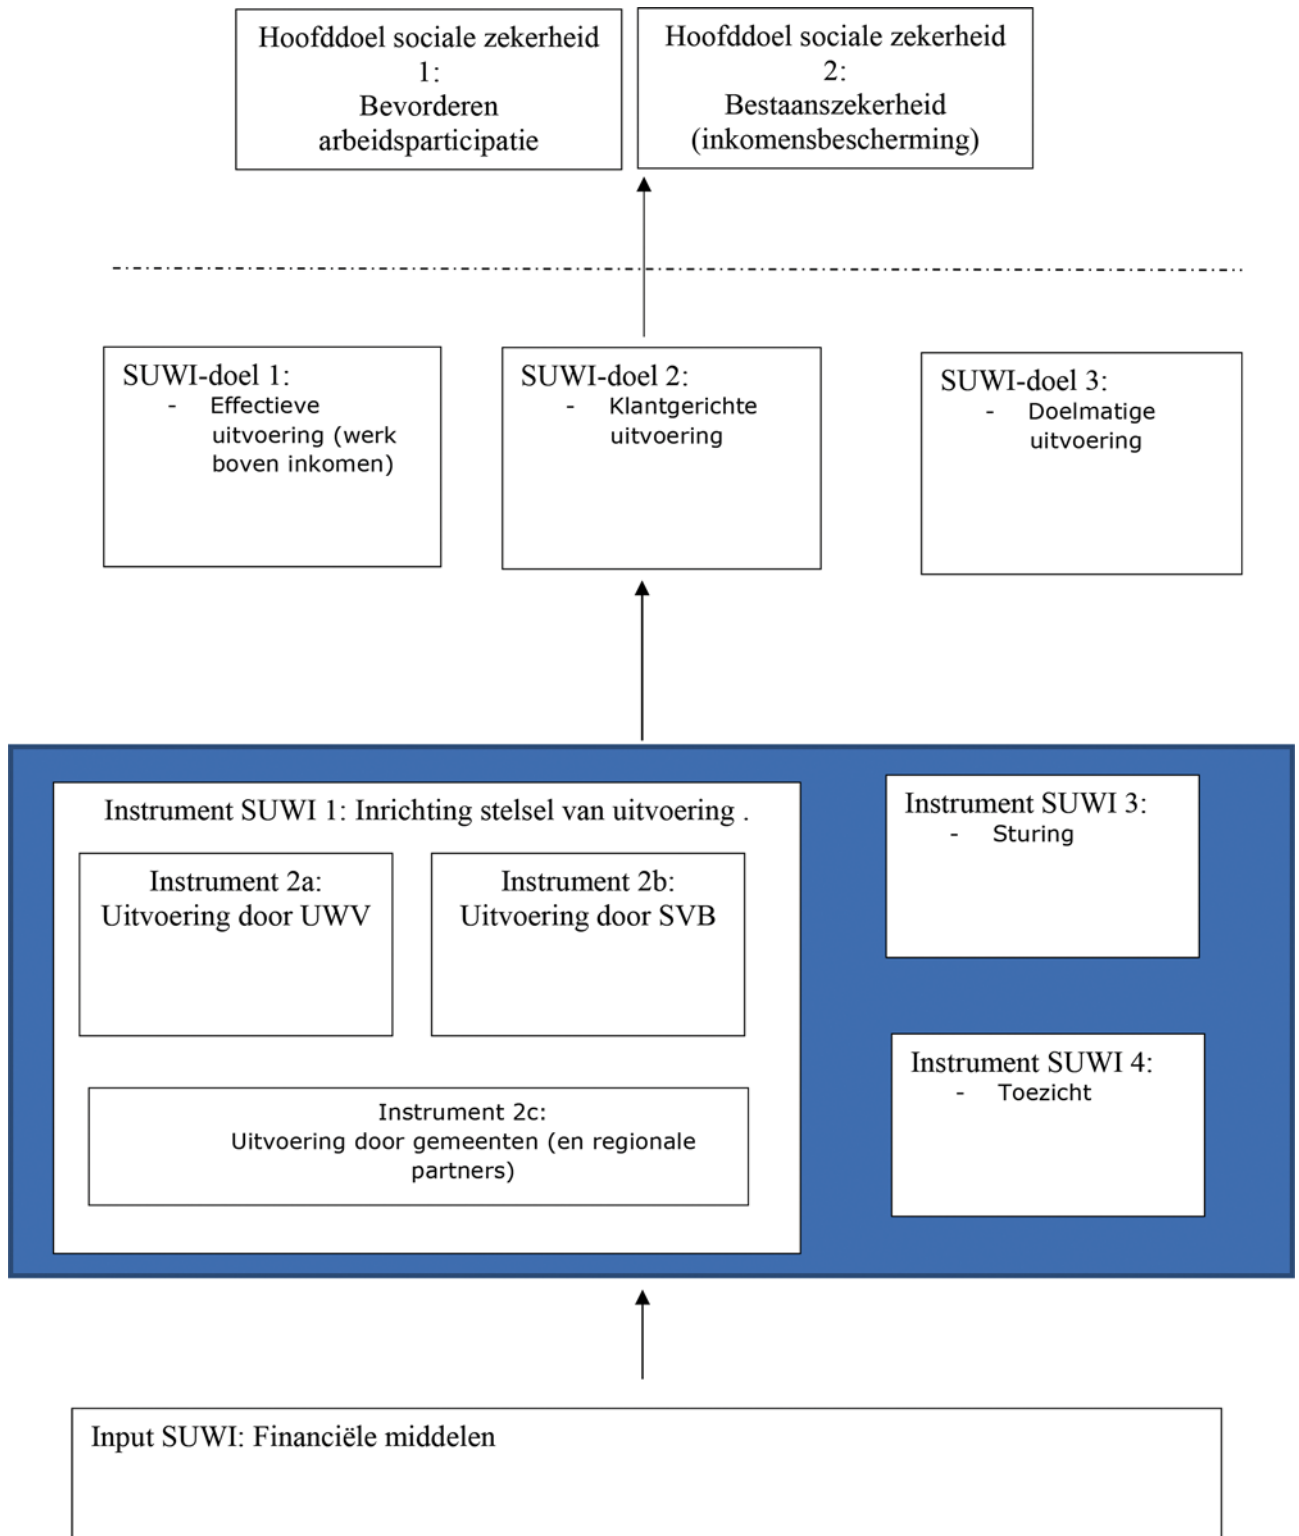 Hoofddoel sociale zekerheid
1:
Bevorderen
arbeidsparticipatie
Hoofddoel sociale zekerheid
2:
Bestaanszekerheid
(inkomensbescherming)
SUWI-doel 1:
- Effectieve
uitvoering (werk
boven inkomen)
SUWI-doel 2:
- Klantgerichte
uitvoering
SUWI-doel 3:
- Doelmatige
uitvoering
Instrument SUWI 1: Inrichting stelsel van uitvoering .
Instrument 2a:
Uitvoering door UWV
Instrument 2b:
Uitvoering door SVB
Instrument 2c:
Uitvoering door gemeenten (en regionale
partners)
Instrument SUWI 3:
- Sturing
Instrument SUWI 4:
- Toezicht
Input SUWI: Financiële middelen